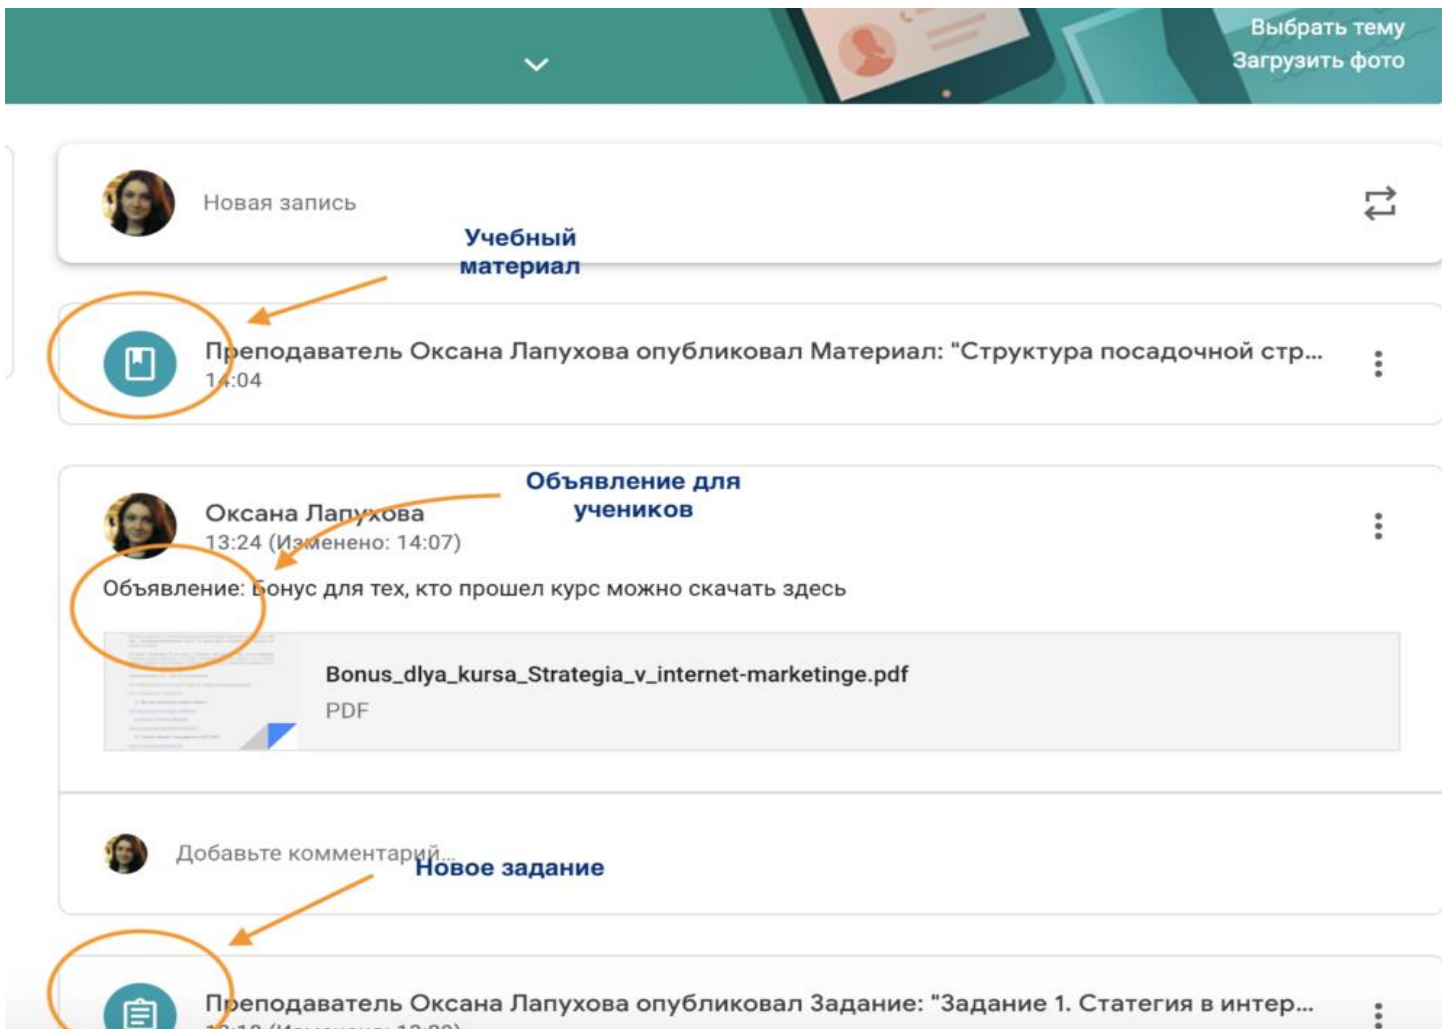 Выбрать тему
Загрузить фото
Новая запись
Учебный
материал
Преподаватель Оксана Лапухова опубликовал Материал: "Структура посадочной стр...
14:04
Объявление для
учеников
Оксана Лапухова
13:24 (Изменено: 14:07)
Объявление: Бонус для тех, кто прошел курс можно скачать здесь
Bonus_dlya_kursa_Strategia_v_internet-marketinge.pdf
PDF
Добавьте комментарий...
Новое задание
Преподаватель Оксана Лапухова опубликовал Задание: "Задание 1. Статегия в интер...